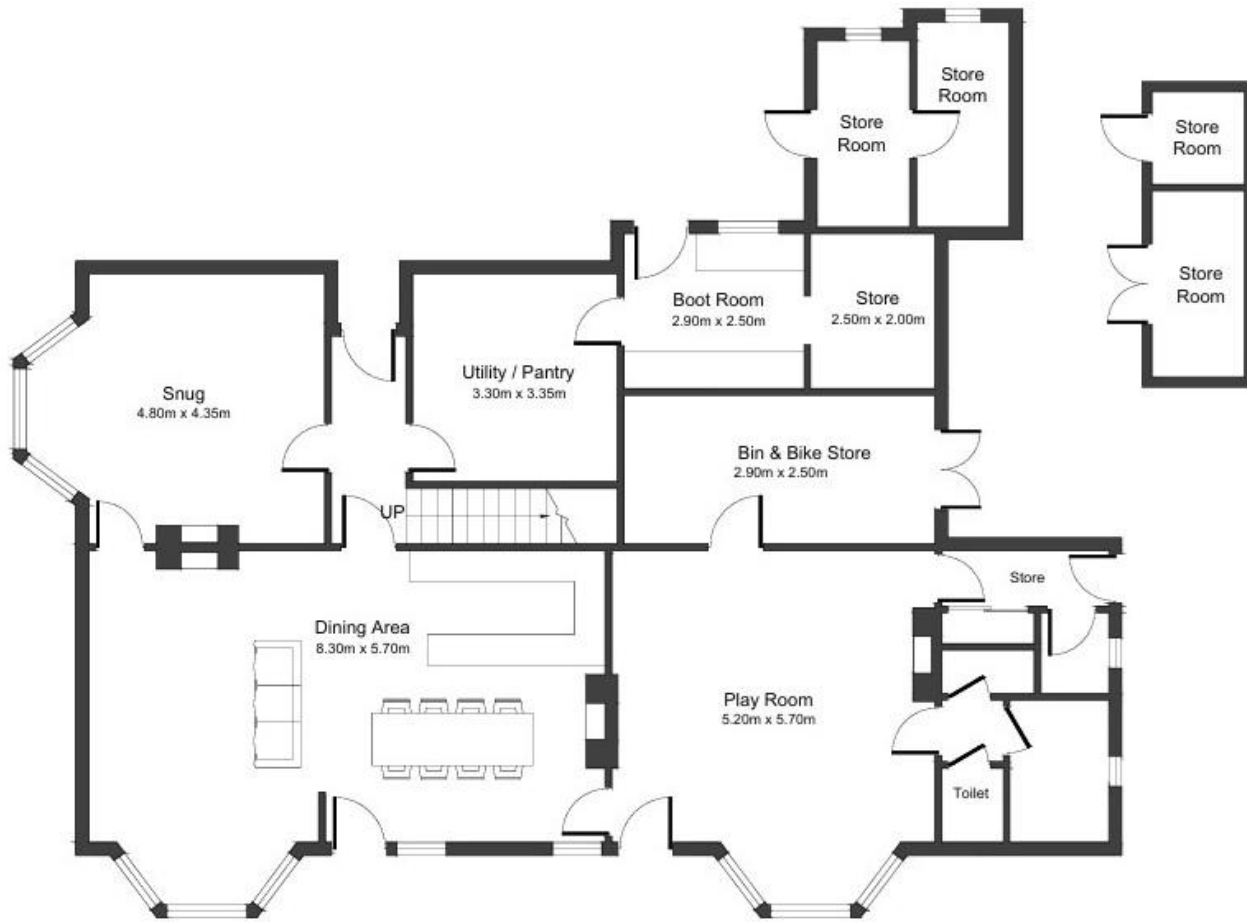 Store
Room
Store
Room
Store
Room
Store
Room
Boot Room
2.90m x 2.50m
Store
2.50m x 2.00m
Utility / Pantry
3.30m x 3.35m
Snug
4.80m x 4.35m
Bin & Bike Store
2.90m x 2.50m
UP
Store
Dining Area
8.30m x 5.70m
Play Room
5.20m x 5.70m
Toilet